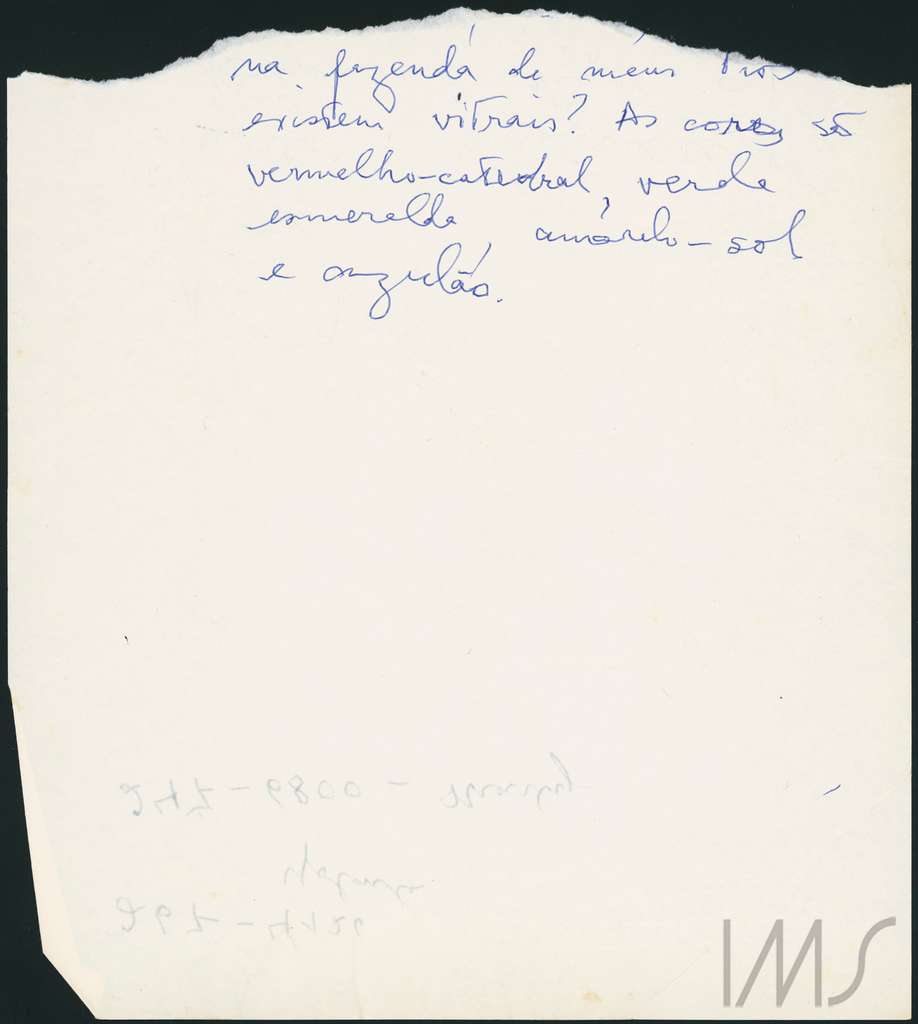 na fazenda de meus tios
existem vitrais? As cores são
vermelho-catedral, verde
esmeralda, amarelo-sol
e azulão.
IMS